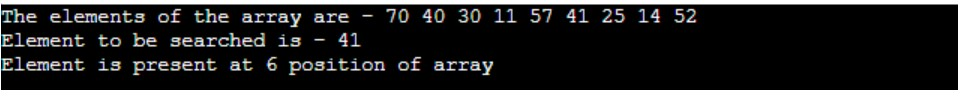 The elements of the array are - 70 40 30 11 57 41 25 14 52
Element to be searched is - 41
Element is present at 6 position of array